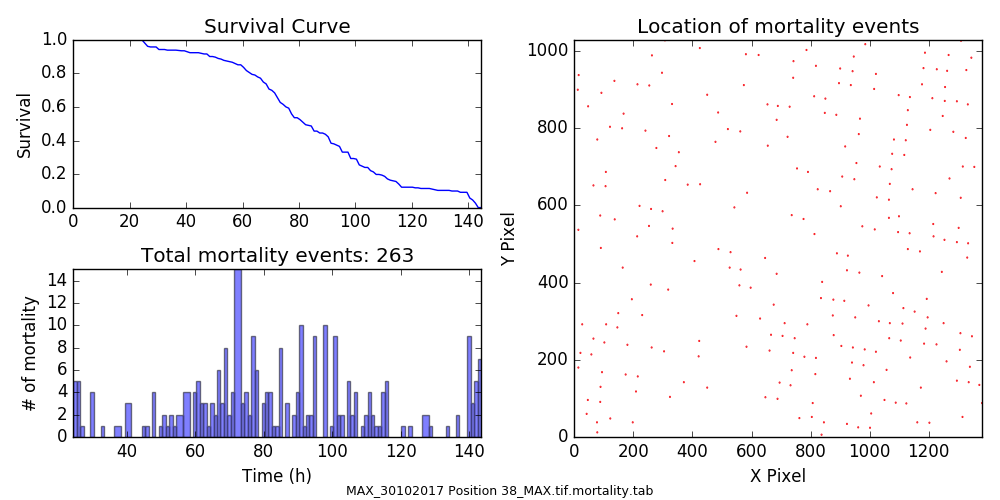 Survival Curve
Survival
1.0
0.8
0.6
0.4
0.2
0.0
0 20 40 60 80 100 120 140
Total mortality events: 263
# of mortality
14
12
10
8
6
4
2
0
40 60 80 100 120 140
Time (h)
Location of mortality events
Y Pixel
1000
800
600
400
200
0
0 200 400 600 800 1000 1200
X Pixel
MAX_30102017 Position 38_MAX.tif.mortality.tab